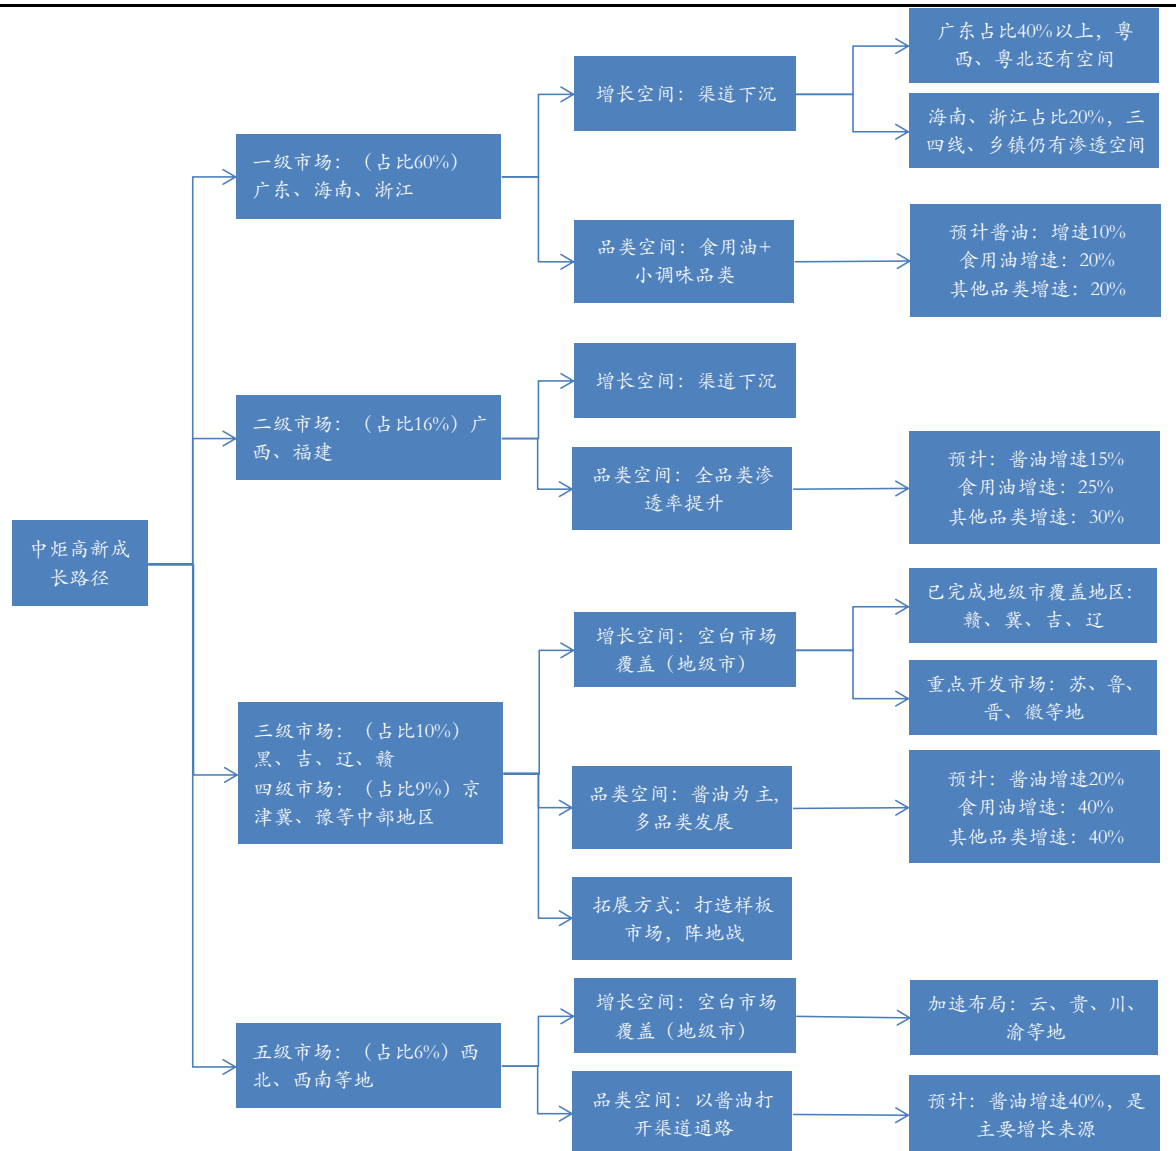 中炬高新成
长路径
一级市场：（占比60%）
广东、海南、浙江
增长空间：渠道下沉
广东占比40%以上，粤
西、粤北还有空间
海南、浙江占比20%，三
四线、乡镇仍有渗透空间
品类空间：食用油+
小调味品类
预计酱油：增速10%
食用油增速：20%
其他品类增速：20%
二级市场：（占比16%）广
西、福建
增长空间：渠道下沉
品类空间：全品类渗
透率提升
预计：酱油增速15%
食用油增速：25%
其他品类增速：30%
三级市场：（占比10%）
黑、吉、辽、赣
四级市场：（占比9%）京
津冀、豫等中部地区
增长空间：空白市场
覆盖（地级市）
已完成地级市覆盖地区：
赣、冀、吉、辽
重点开发市场：苏、鲁、
晋、徽等地
品类空间：酱油为主，
多品类发展
预计：酱油增速20%
食用油增速：40%
其他品类增速：40%
拓展方式：打造样板
市场，阵地战
五级市场：（占比6%）西
北、西南等地
增长空间：空白市场
覆盖（地级市）
加速布局：云、贵、川、
渝等地
品类空间：以酱油打
开渠道通路
预计：酱油增速40%，是
主要增长来源